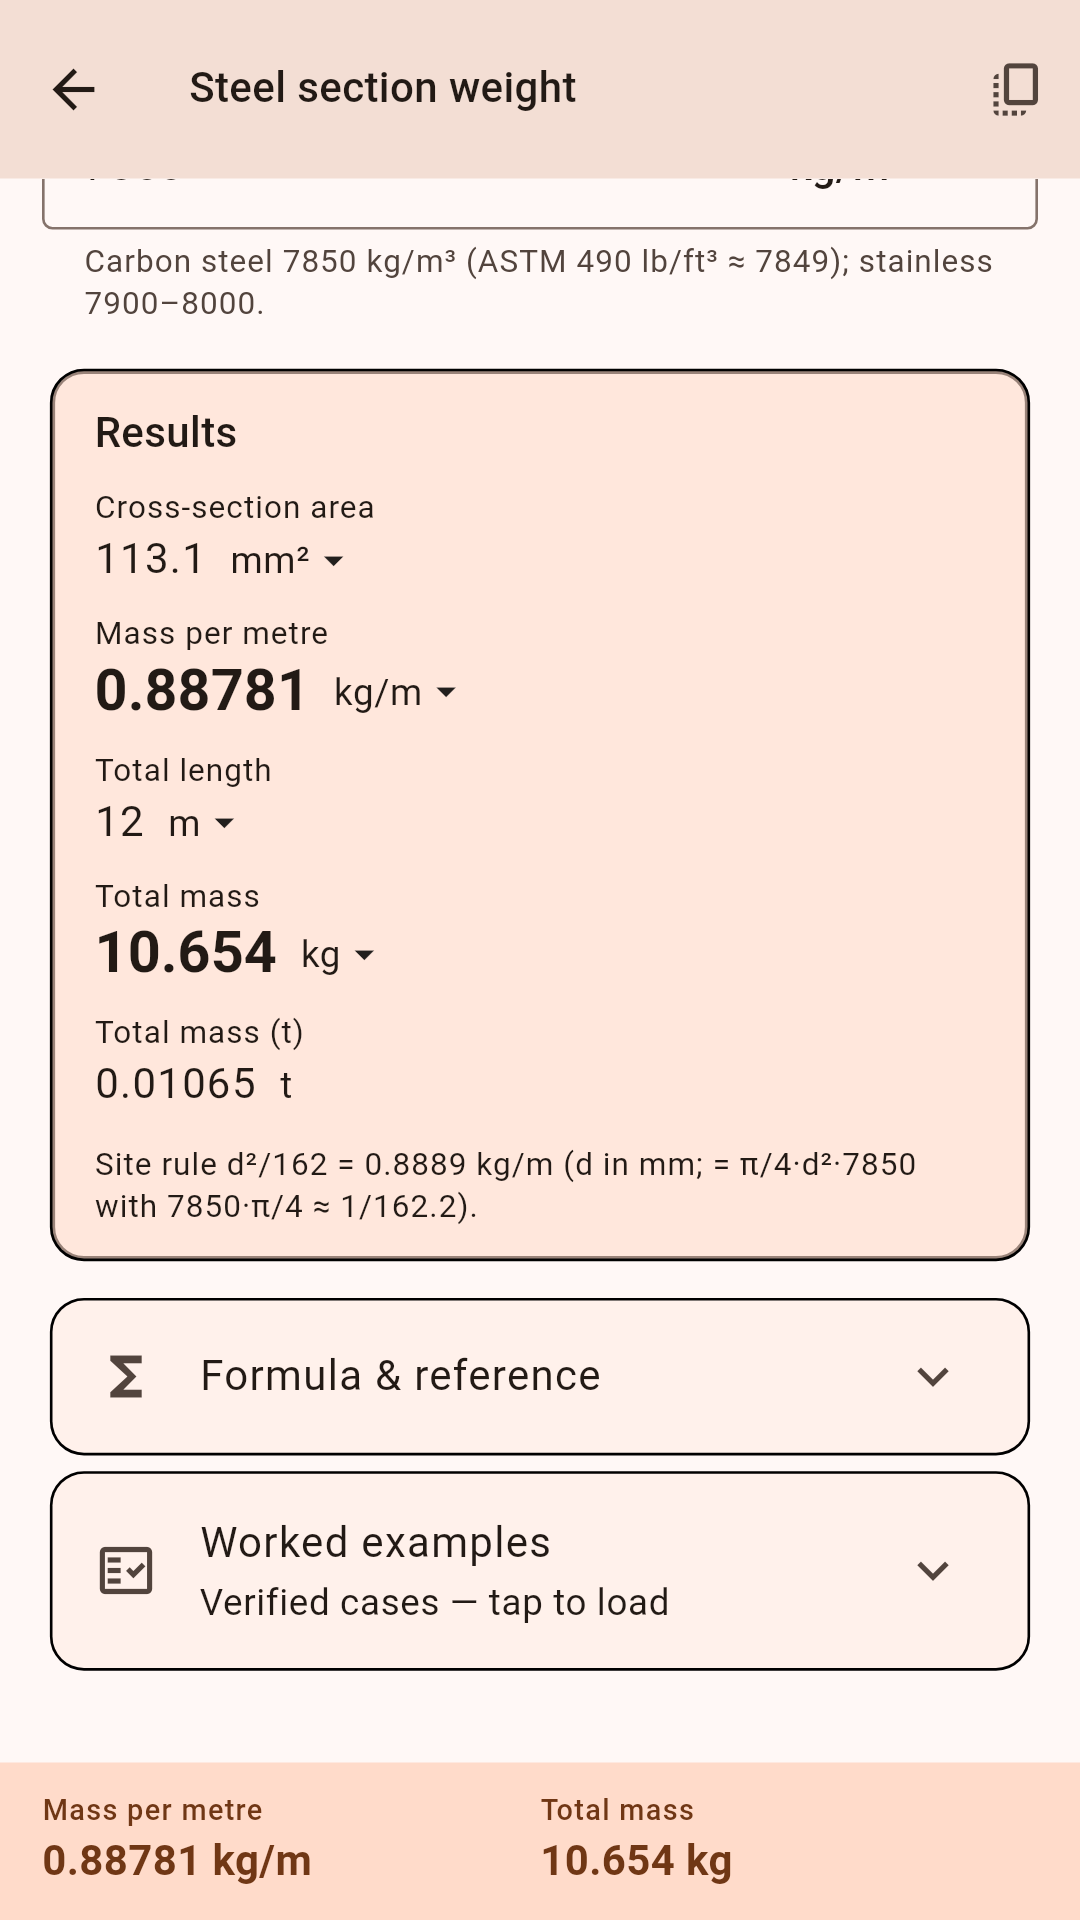 Steel section weight
Carbon steel 7850 kg/m³ (ASTM 490 lb/ft³ ≈ 7849); stainless
7900–8000.
Results
Cross-section area
113.1 mm²
Mass per metre
0.88781 kg/m
Total length
12 m
Total mass
10.654 kg
Total mass (t)
0.01065 t
Site rule d²/162 = 0.8889 kg/m (d in mm; = π/4·d²·7850
with 7850·π/4 ≈ 1/162.2).
Formula & reference
Worked examples
Verified cases — tap to load
Mass per metre
Total mass
0.88781 kg/m
10.654 kg